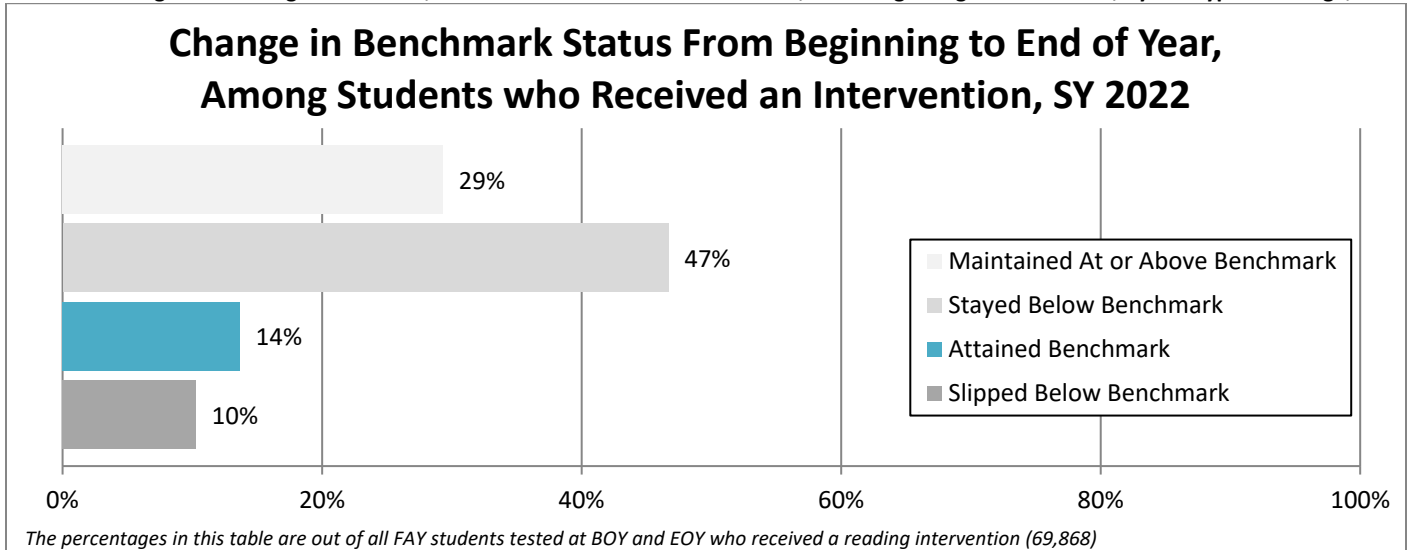 Change in Benchmark Status From Beginning to End of Year,
Among Students who Received an Intervention, SY 2022
29%
47%
14%
10%
Maintained At or Above Benchmark
Stayed Below Benchmark
Attained Benchmark
Slipped Below Benchmark
0% 20% 40% 60% 80% 100%
The percentages in this table are out of all FAY students tested at BOY and EOY who received a reading intervention (69,868)